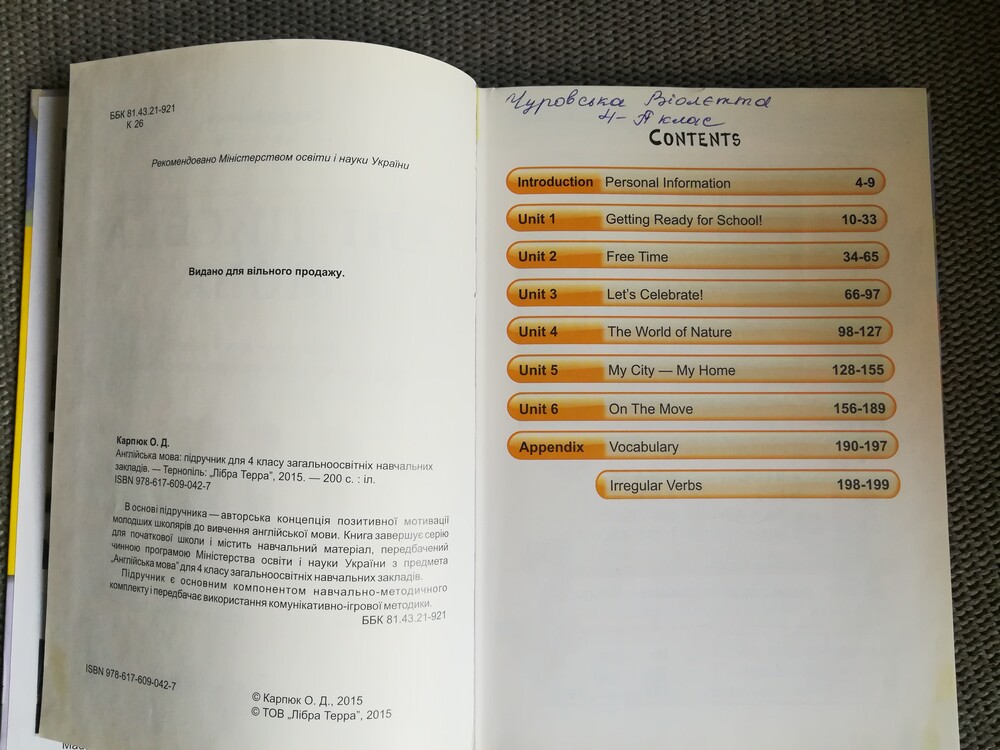 ББК 81.43.21-921
К 26
Рекомендовано Міністерством освіти і науки України
Видано для вільного продажу.
Карпюк О. Д.
Англійська мова: підручник для 4 класу загальноосвітніх навчальних
закладів. — Тернопіль: „Лібра Терра”, 2015. — 200 с. : іл.
ISBN 978-617-609-042-7
В основі підручника — авторська концепція позитивної мотивації
молодших школярів до вивчення англійської мови. Книга завершує серію
для початкової школи і містить навчальний матеріал, передбачений
чинною програмою Міністерства освіти і науки України з предмета
„Англійська мова” для 4 класу загальноосвітніх навчальних закладів.
Підручник є основним компонентом навчально-методичного
комплекту і передбачає використання комунікативно-ігрової методики.
ББК 81.43.21-921
ISBN 978-617-609-042-7
© Карпюк О. Д., 2015
© ТОВ „Лібра Терра”, 2015
Чуровська Віолетта
4-А клас
CONTENTS
Introduction Personal Information 4-9
Unit 1 Getting Ready for School! 10-33
Unit 2 Free Time 34-65
Unit 3 Let's Celebrate! 66-97
Unit 4 The World of Nature 98-127
Unit 5 My City — My Home 128-155
Unit 6 On The Move 156-189
Appendix Vocabulary 190-197
Irregular Verbs 198-199